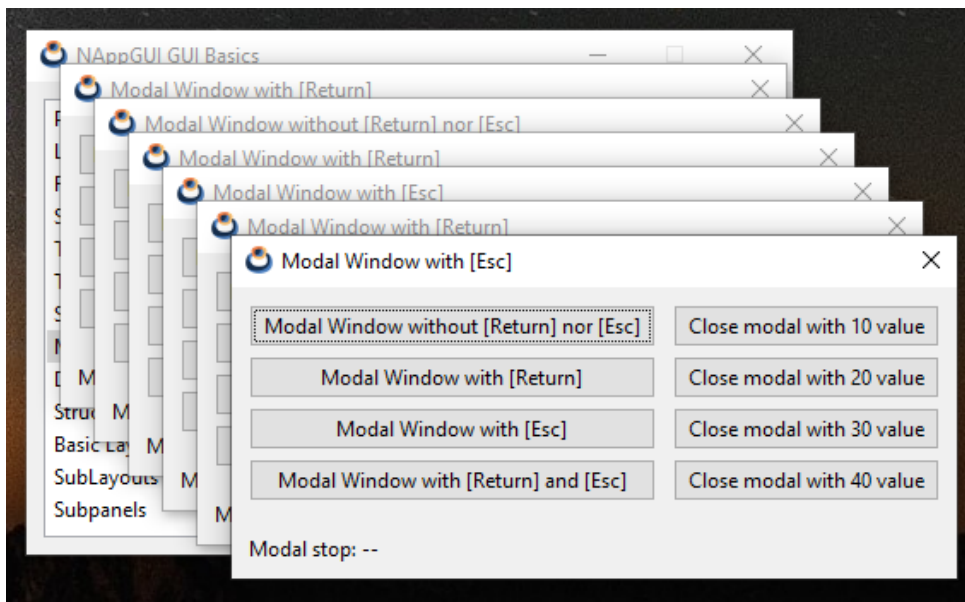 NAppGUI GUI Basics
Modal Window with [Return]
Modal Window without [Return] nor [Esc]
Modal Window with [Return]
Modal Window with [Esc]
Modal Window with [Return]
Modal Window with [Esc]
Modal Window without [Return] nor [Esc]
Close modal with 10 value
Modal Window with [Return]
Close modal with 20 value
Modal Window with [Esc]
Close modal with 30 value
Modal Window with [Return] and [Esc]
Close modal with 40 value
Modal stop: --
Basic Lay
SubLayouts
Subpanels